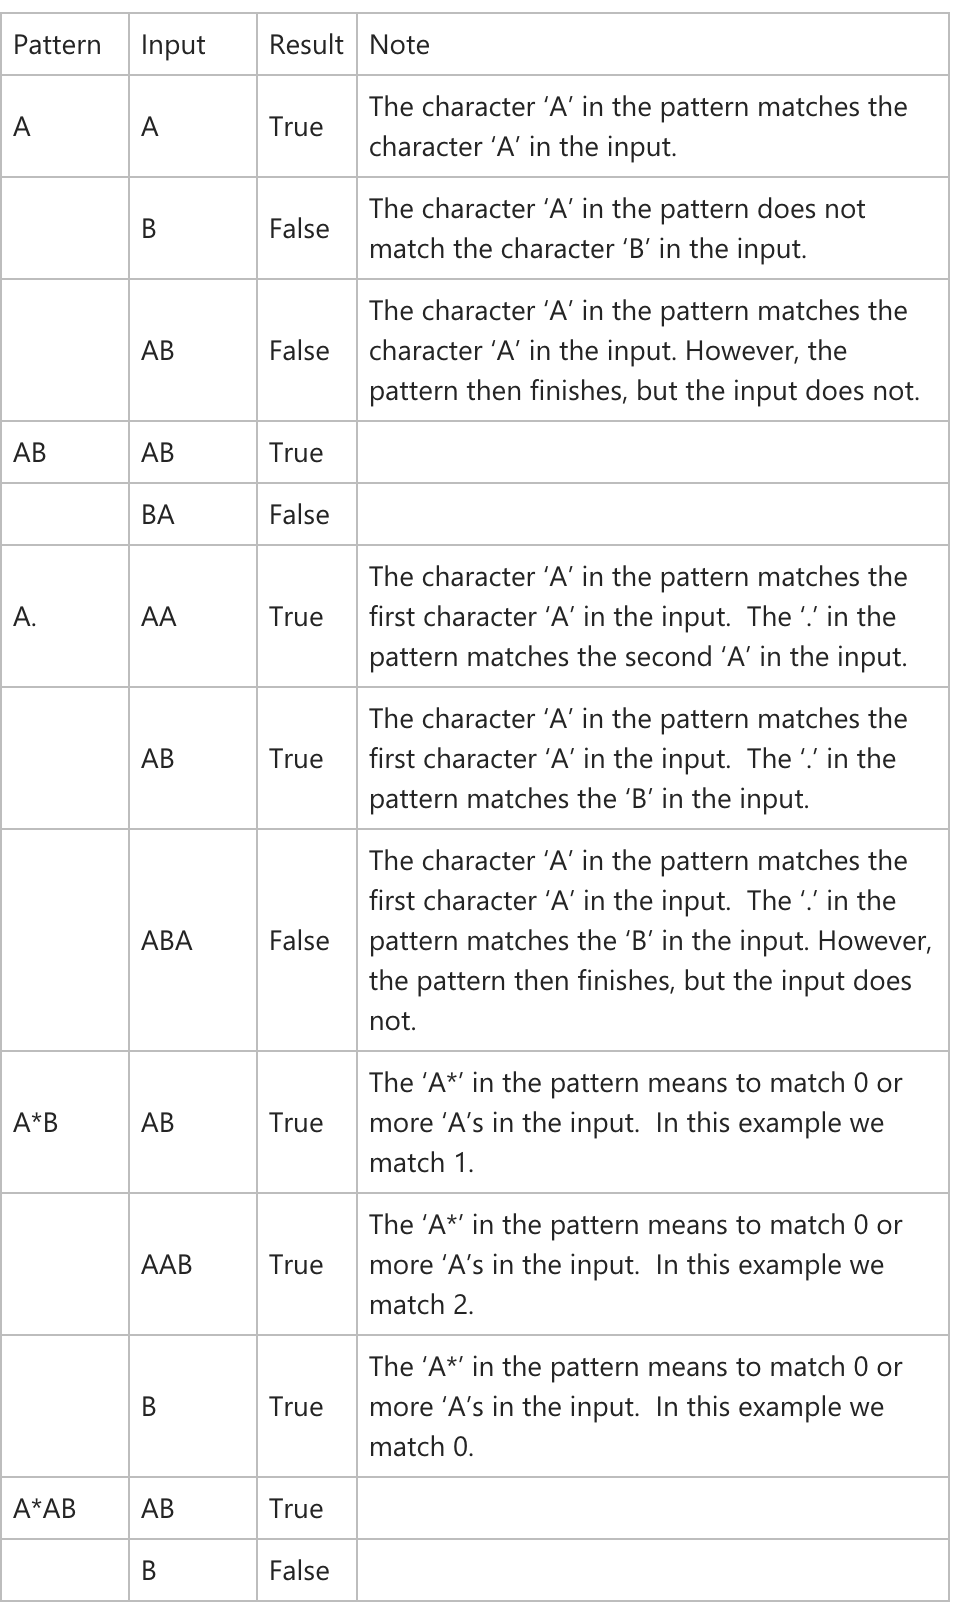 Pattern Input Result Note
A A True The character ‘A’ in the pattern matches the
character ‘A’ in the input.
B False The character ‘A’ in the pattern does not
match the character ‘B’ in the input.
AB False The character ‘A’ in the pattern matches the
character ‘A’ in the input. However, the
pattern then finishes, but the input does not.
AB AB True
BA False
A. AA True The character ‘A’ in the pattern matches the
first character ‘A’ in the input.  The ‘.’ in the
pattern matches the second ‘A’ in the input.
AB True The character ‘A’ in the pattern matches the
first character ‘A’ in the input.  The ‘.’ in the
pattern matches the ‘B’ in the input.
ABA False The character ‘A’ in the pattern matches the
first character ‘A’ in the input.  The ‘.’ in the
pattern matches the ‘B’ in the input. However,
the pattern then finishes, but the input does
not.
A*B AB True The ‘A*’ in the pattern means to match 0 or
more ‘A’s in the input.  In this example we
match 1.
AAB True The ‘A*’ in the pattern means to match 0 or
more ‘A’s in the input.  In this example we
match 2.
B True The ‘A*’ in the pattern means to match 0 or
more ‘A’s in the input.  In this example we
match 0.
A*AB AB True
B False